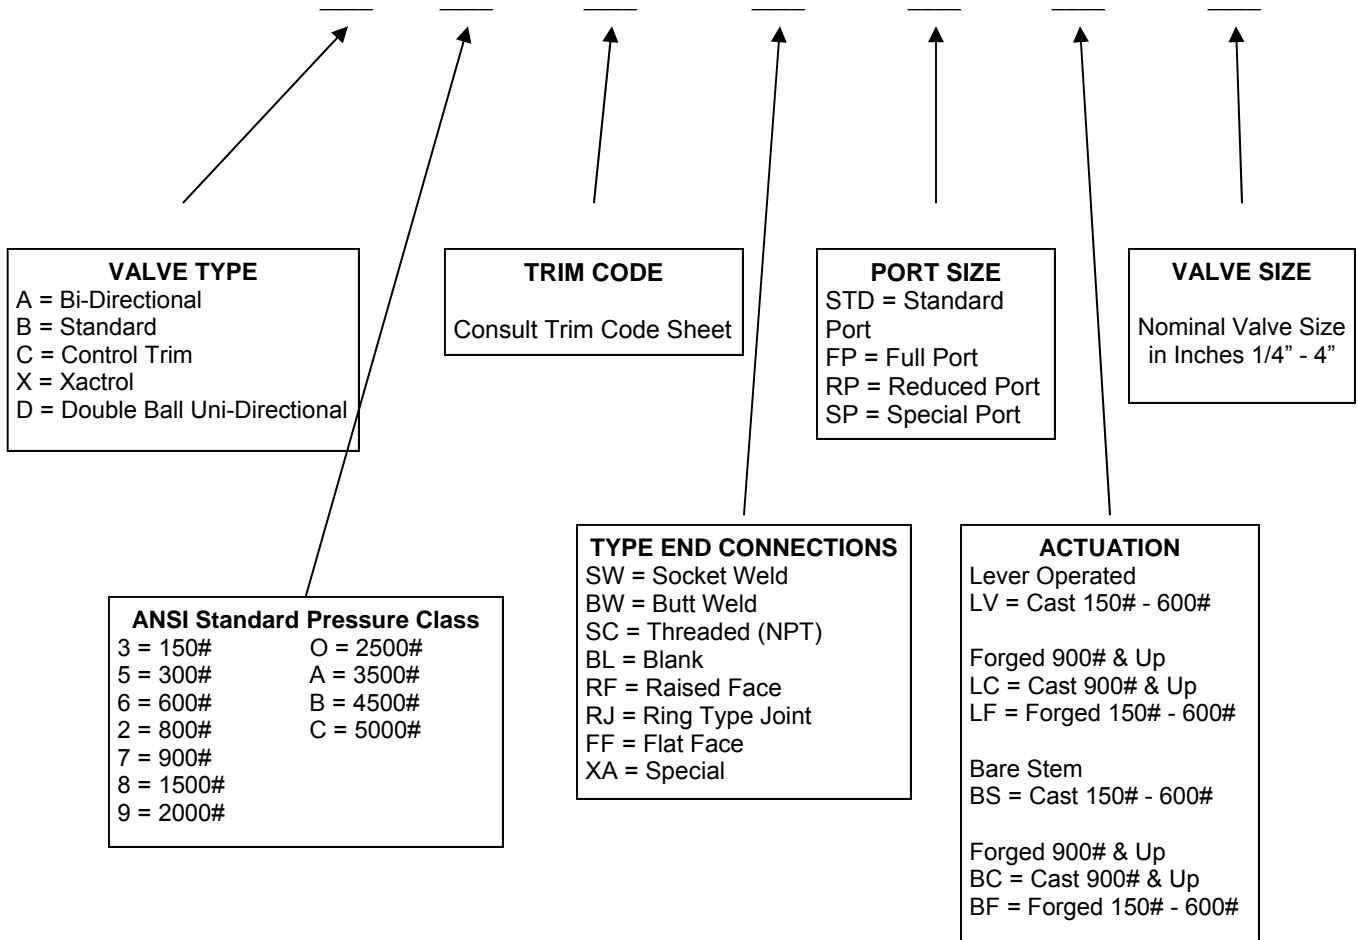 VALVE TYPE
A = Bi-Directional
B = Standard
C = Control Trim
X = Xactrol
D = Double Ball Uni-Directional
TRIM CODE
Consult Trim Code Sheet
PORT SIZE
STD = Standard
Port
FP = Full Port
RP = Reduced Port
SP = Special Port
VALVE SIZE
Nominal Valve Size
in Inches 1/4” - 4”
ANSI Standard Pressure Class
3 = 150# O = 2500#
5 = 300# A = 3500#
6 = 600# B = 4500#
2 = 800# C = 5000#
7 = 900#
8 = 1500#
9 = 2000#
TYPE END CONNECTIONS
SW = Socket Weld
BW = Butt Weld
SC = Threaded (NPT)
BL = Blank
RF = Raised Face
RJ = Ring Type Joint
FF = Flat Face
XA = Special
ACTUATION
Lever Operated
LV = Cast 150# - 600#
Forged 900# & Up
LC = Cast 900# & Up
LF = Forged 150# - 600#
Bare Stem
BS = Cast 150# - 600#
Forged 900# & Up
BC = Cast 900# & Up
BF = Forged 150# - 600#